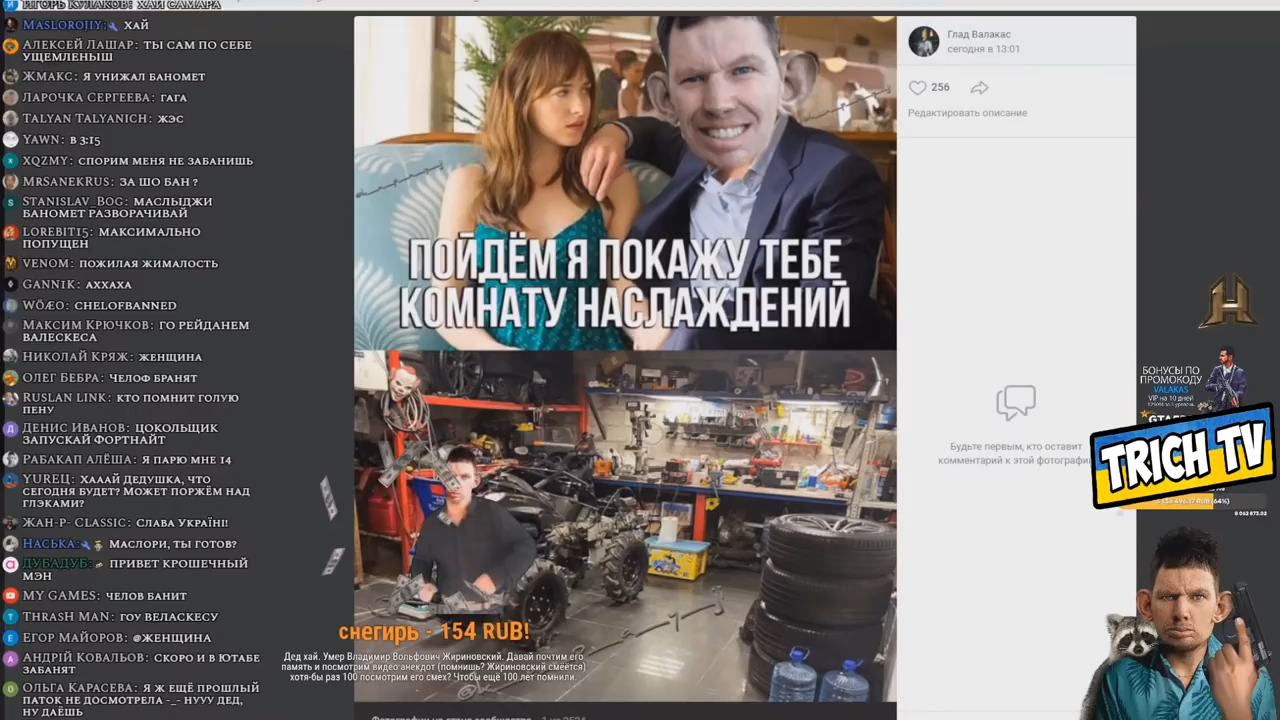 ИГОРЬ КУЛАКОВ: ХАЙ САМАРА
MASLOROJIY: ХАЙ
АЛЕКСЕЙ ЛАШАР: ТЫ САМ ПО СЕБЕ
УЩЕМЛЕНЫШ
ЖМАКС: Я УНИЖАЛ БАНОМЕТ
ЛАРОЧКА СЕРГЕЕВА: ГАГА
TALYAN TALYANICH: ЖЭС
YAWN: В 3:15
XQZMY: СПОРИМ МЕНЯ НЕ ЗАБАНИШЬ
MRSANEKRUS: ЗА ШО БАН ?
STANISLAV_BOG: МАСЛЫДЖИ
БАНОМЕТ РАЗВОРАЧИВАЙ
LOREBIT15: МАКСИМАЛЬНО
ПОПУЩЕН
VENOM: ПОЖИЛАЯ ЖИМАЛОСТЬ
GANN1K: АХХАХА
WÖÆO: CHELOFBANNED
МАКСИМ КРЮЧКОВ: ГО РЕЙДАНЕМ
ВАЛЕСКЕСА
НИКОЛАЙ КРЯЖ: ЖЕНЩИНА
ОЛЕГ БЕБРА: ЧЕЛОФ БРАНЯТ
RUSLAN LINK: КТО ПОМНИТ ГОЛУЮ
ПЕНУ
ДЕНИС ИВАНОВ: ЦОКОЛЬЩИК
ЗАПУСКАЙ ФОРТНАЙТ
РАБАКАП АЛЁША: Я ПАРЮ МНЕ 14
YUREЦ: ХАААЙ ДЕДУШКА, ЧТО
СЕГОДНЯ БУДЕТ? МОЖЕТ ПОРЖЁМ НАД
ГЛЭКАМИ?
ЖАН-Р- CLASSIC: СЛАВА УКРАЇНІ!
НАСЬКА: МАСЛОРИ, ТЫ ГОТОВ?
ДУБАДУБ: ПРИВЕТ КРОШЕЧНЫЙ
МЭН
MY GAMES: ЧЕЛОВ БАНИТ
THRASH MAN: ГОУ ВЕЛАСКЕСУ
ЕГОР МАЙОРОВ: @ЖЕНЩИНА
АНДРІЙ КОВАЛЬОВ: СКОРО И В ЮТАБЕ
ЗАБАНЯТ
ОЛЬГА КАРАСЕВА: Я Ж ЕЩЁ ПРОШЛЫЙ
ПАТОК НЕ ДОСМОТ*ВЛА -_- НУУУ ДЕД,
НУ ДАЁШЬ
ПОЙДЁМ Я ПОКАЖУ ТЕБЕ
КОМНАТУ НАСЛАЖДЕНИЙ
снегирь - 154 RUB!
Дед хай. Умер Владимир Вольфович Жириновский. Давай почтим его
память и посмотрим видео анекдот (помнишь? Жириновский смеётся)
хотя-бы раз 100 посмотрим его смех? Чтобы ещё 100 лет помнили.
Глад Валакас
сегодня в 13:01
256
Редактировать описание
Будьте первым, кто оставит
комментарий к этой фотографии
БОНУСЫ ПО
ПРОМОКОДУ
VALAKAS
VIP на 10 дней
TRICH TV